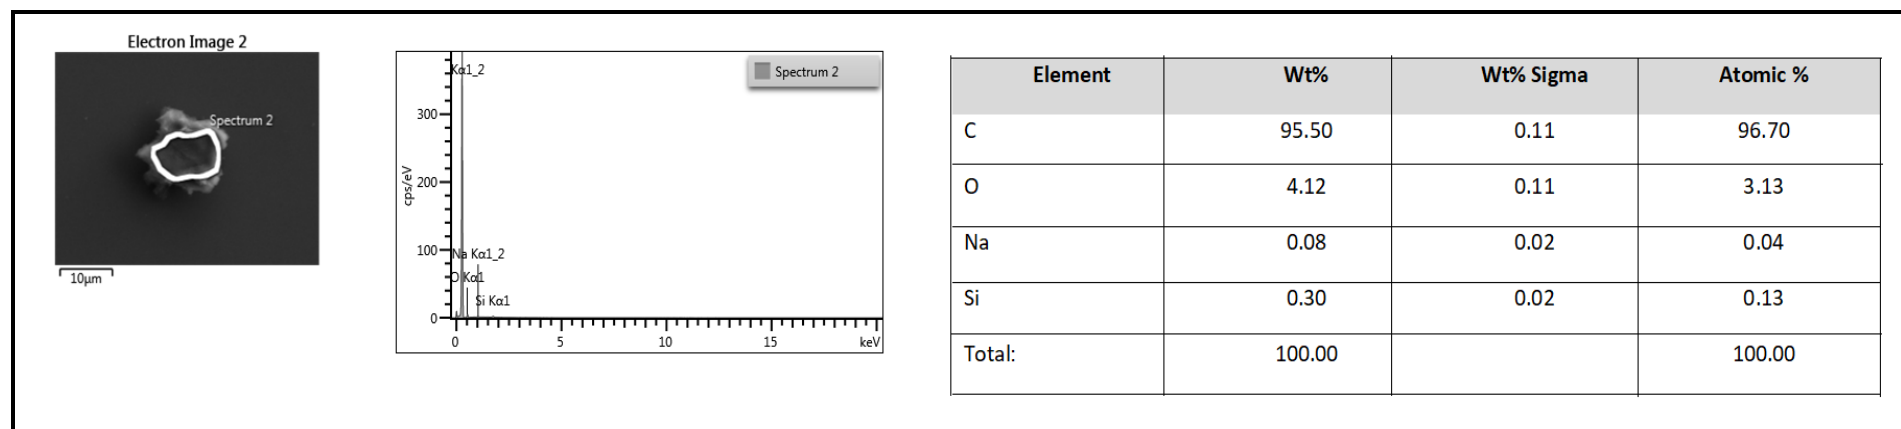 Electron Image 2
Spectrum 2
10μm
Kα1_2
Spectrum 2
300
cps/eV
200
100
Na Kα1_2
O Kα1
Si Kα1
0
0 5 10 15 keV
Element Wt% Wt% Sigma Atomic %
C 95.50 0.11 96.70
O 4.12 0.11 3.13
Na 0.08 0.02 0.04
Si 0.30 0.02 0.13
Total: 100.00 100.00